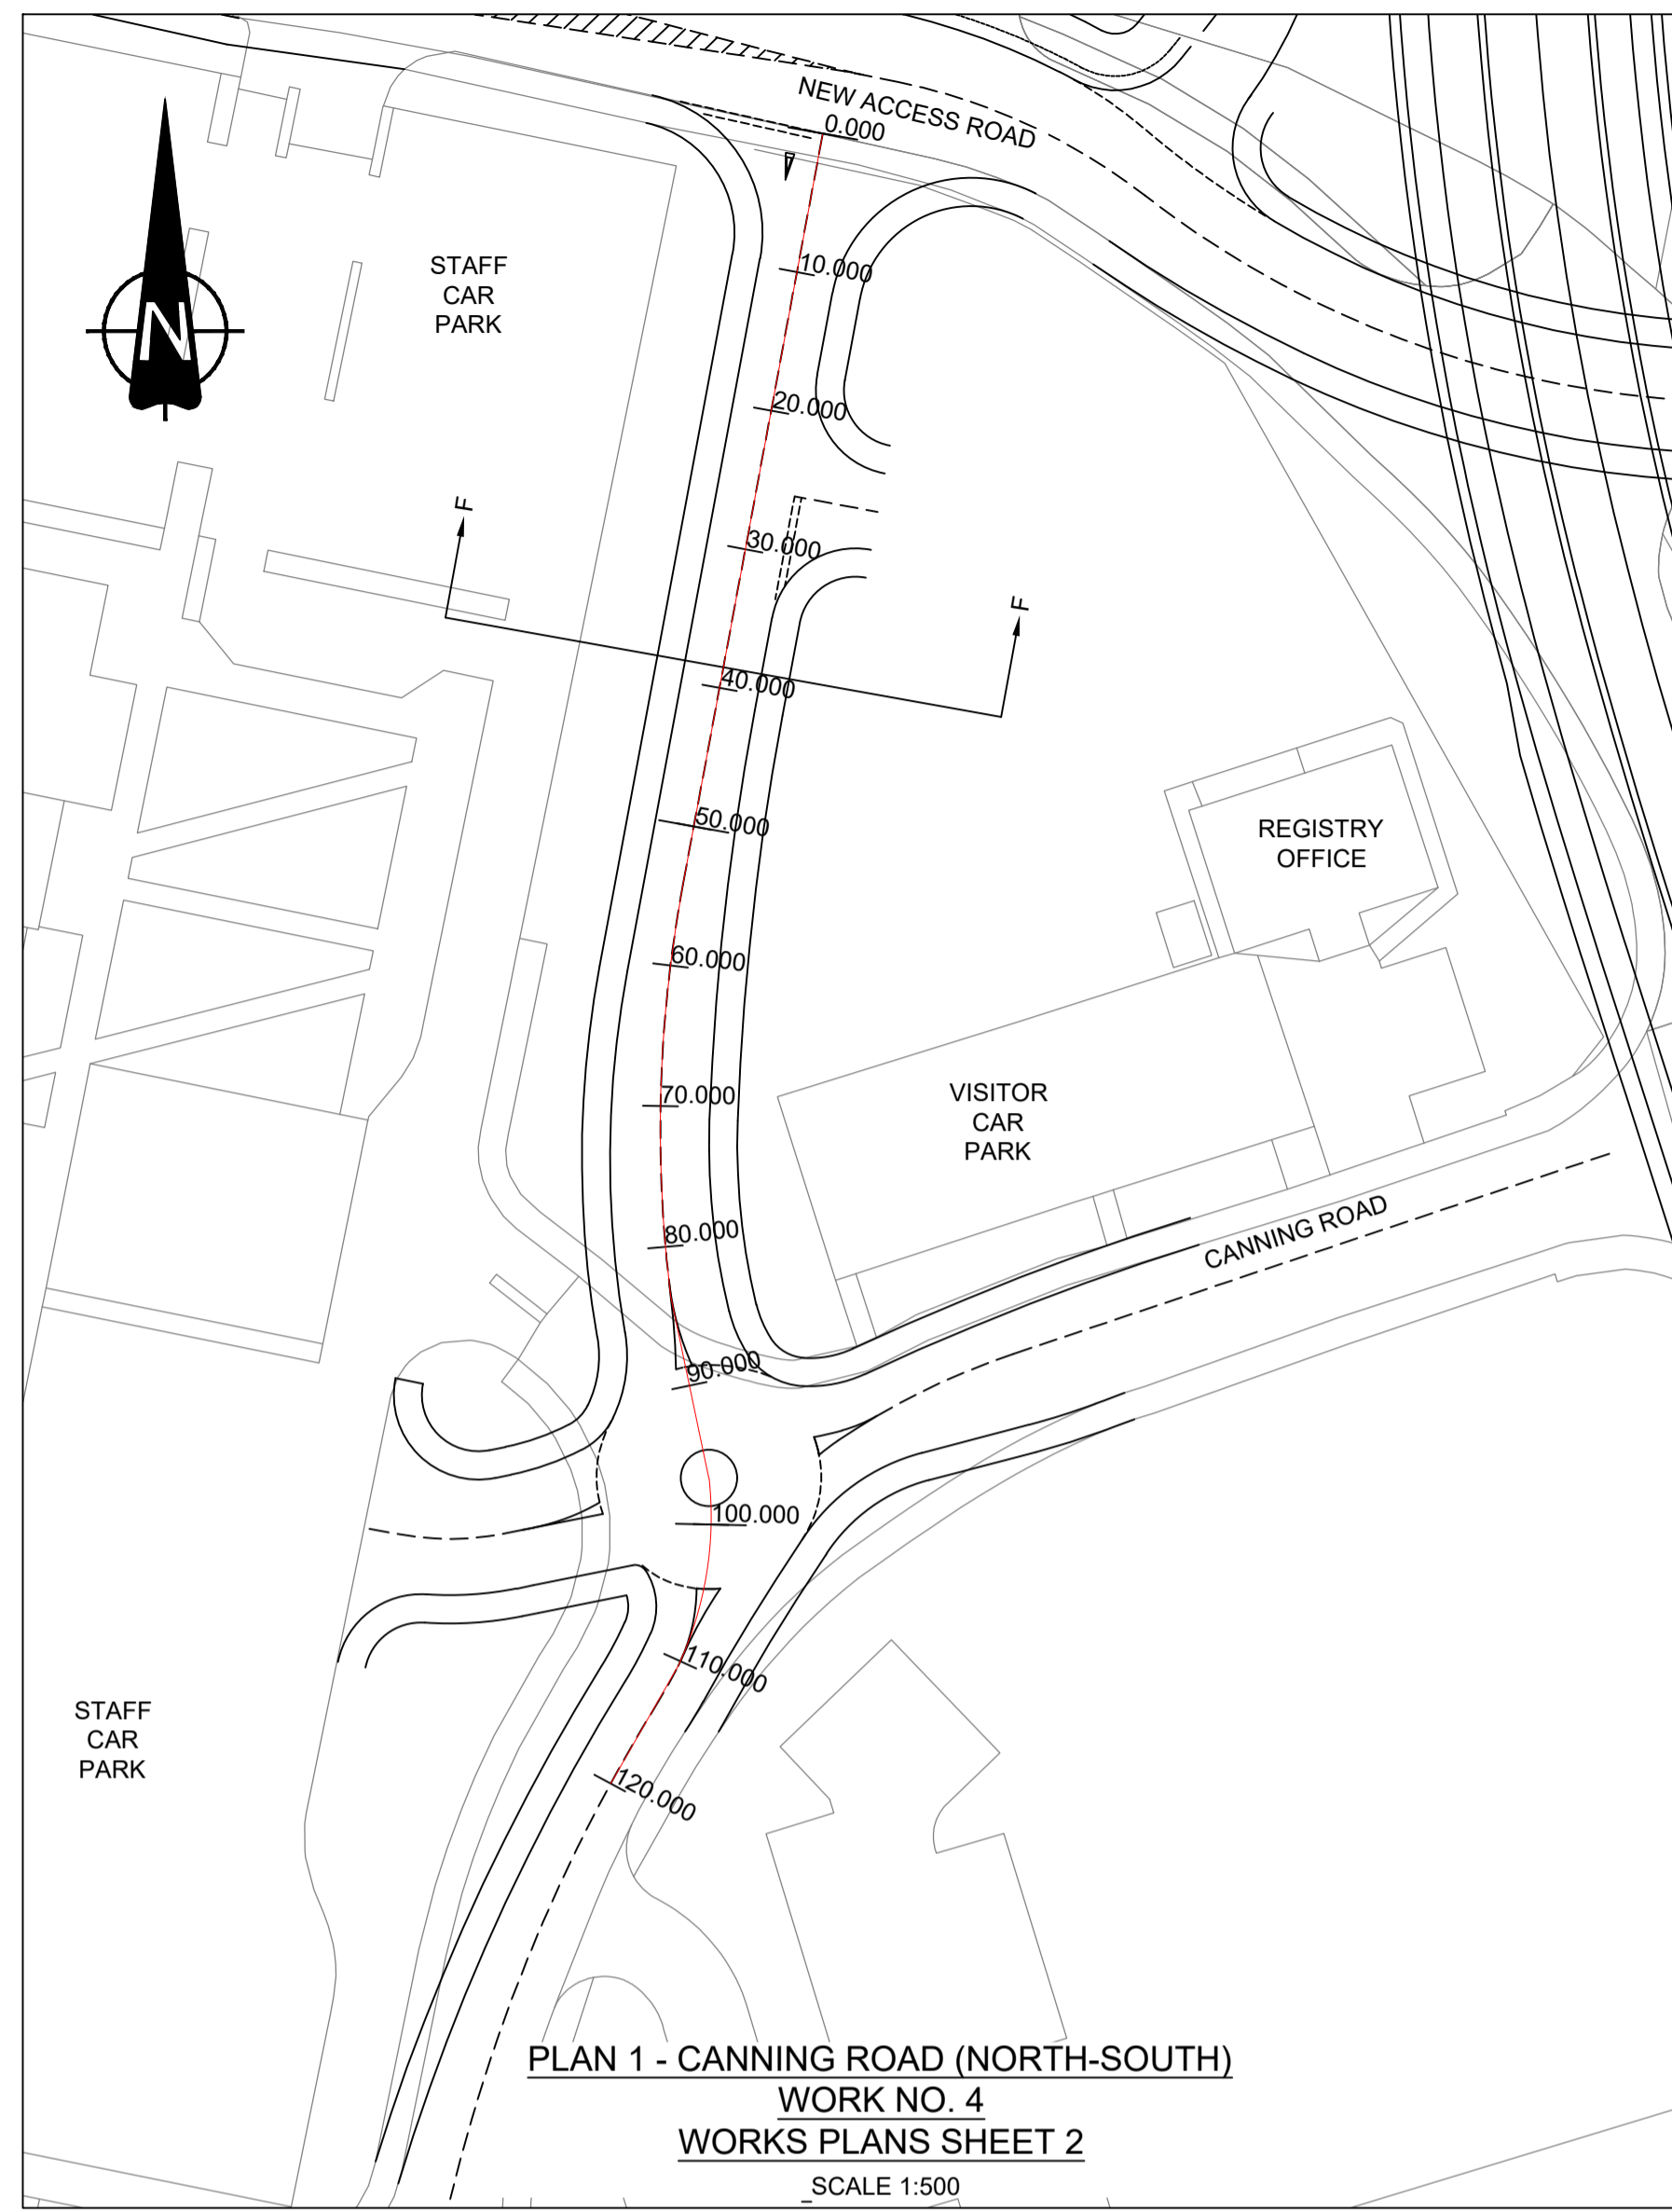 NEW ACCESS ROAD
0.000
N
STAFF
CAR
PARK
10.000
20.000
F
30.000
F
40.000
50.000
REGISTRY
OFFICE
60.000
70.000
VISITOR
CAR
PARK
80.000
CANNING ROAD
90.000
100.000
110.000
STAFF
CAR
PARK
120.000
PLAN 1 - CANNING ROAD (NORTH-SOUTH)
WORK NO. 4
WORKS PLANS SHEET 2
_SCALE 1:500